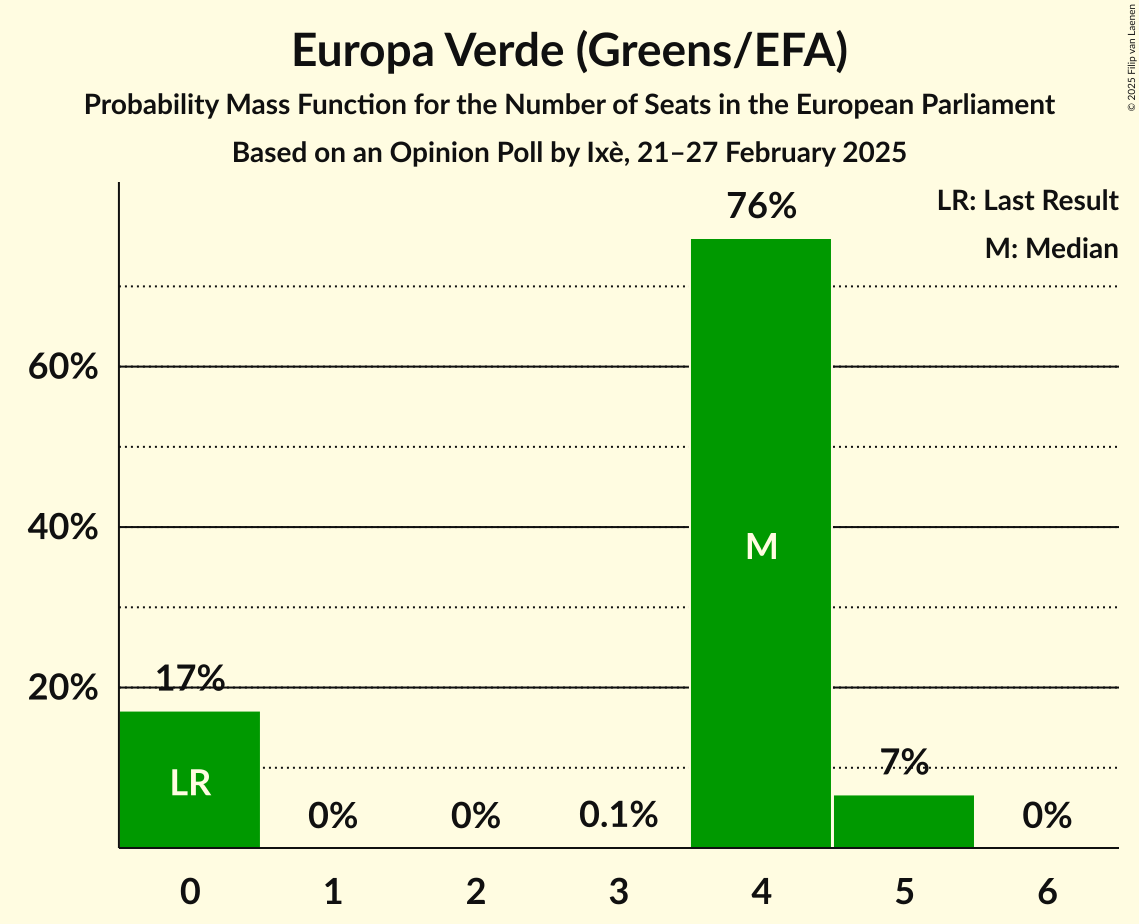 Europa Verde (Greens/EFA)
Probability Mass Function for the Number of Seats in the European Parliament
Based on an Opinion Poll by Ixè, 21–27 February 2025
© 2025 Filip van Laenen
LR: Last Result
M: Median
76%
60%
40%
20%
17%
0%
0%
0.1%
7%
0%
LR
M
0 1 2 3 4 5 6